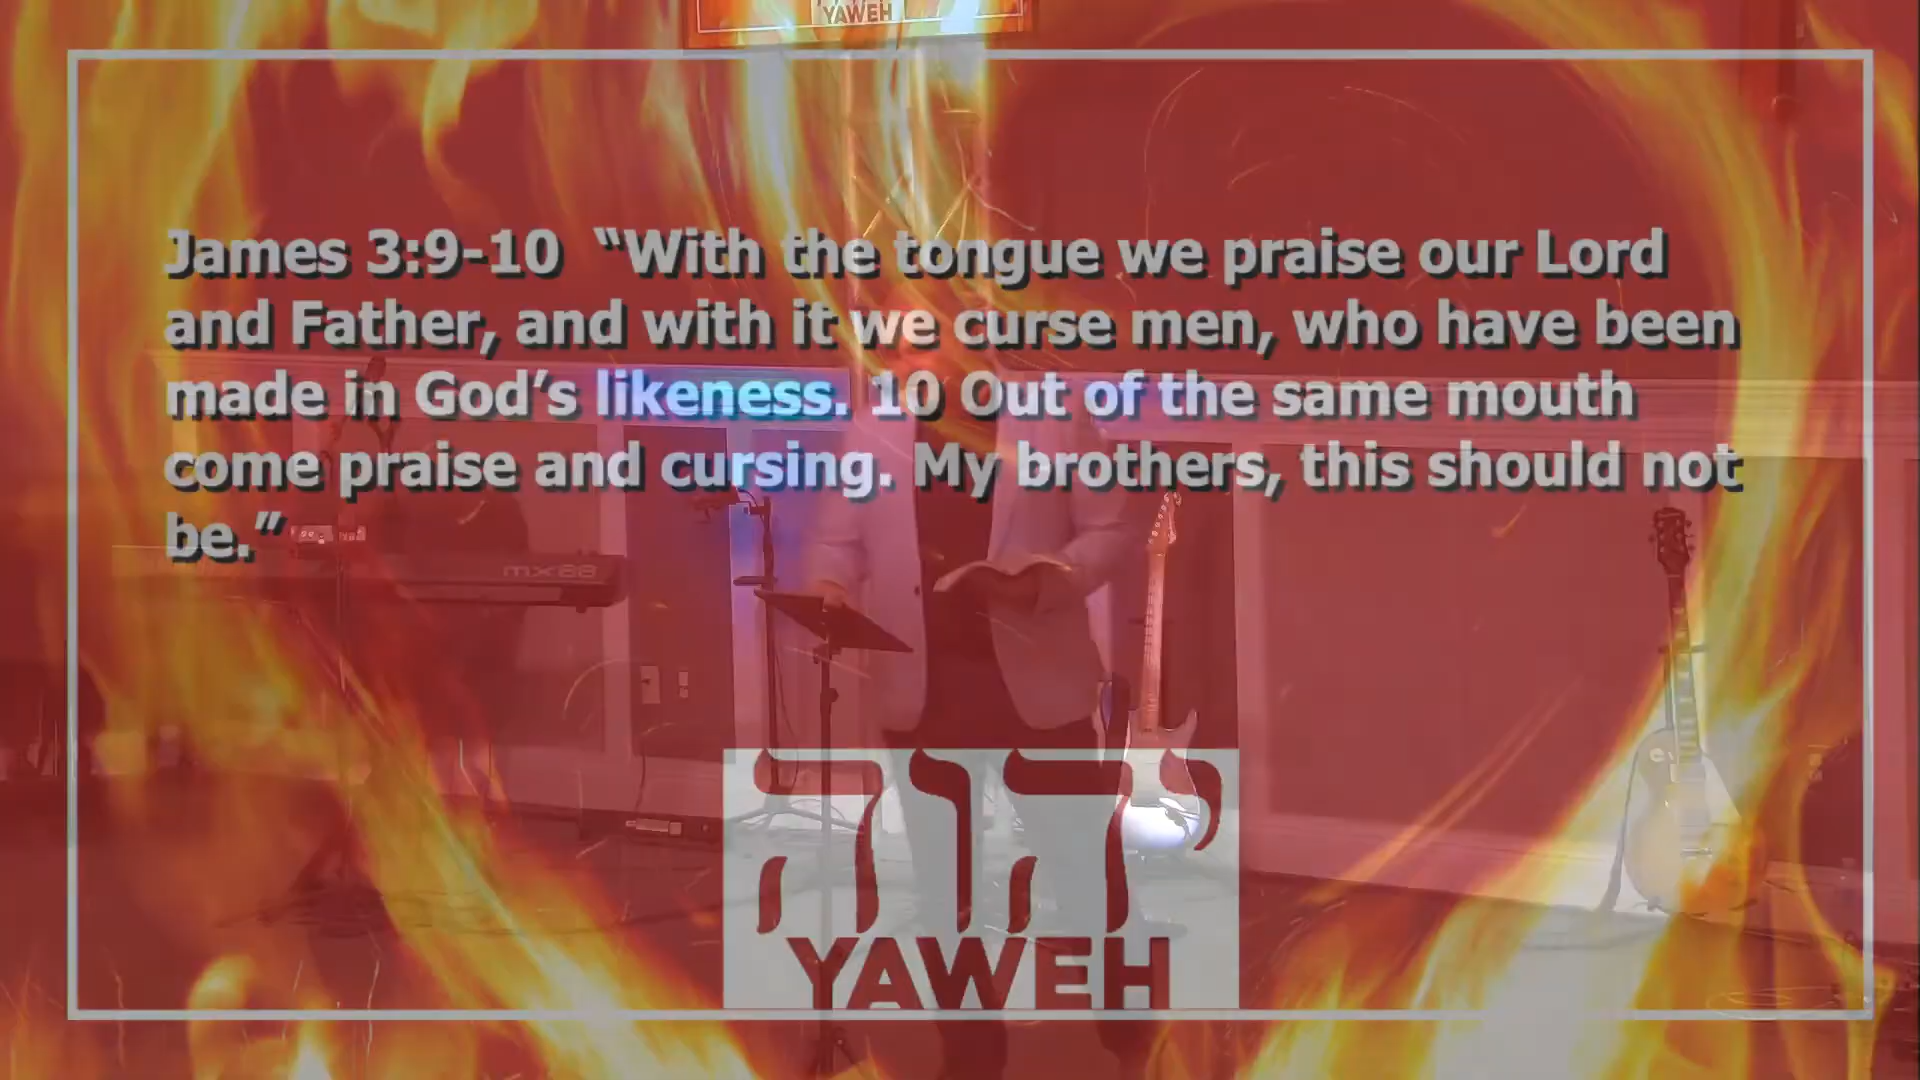 YAWEH
James 3:9-10 “With the tongue we praise our Lord
and Father, and with it we curse men, who have been
made in God’s likeness. 10 Out of the same mouth
come praise and cursing. My brothers, this should not
be.”
mx88
יהוה
YAWEH